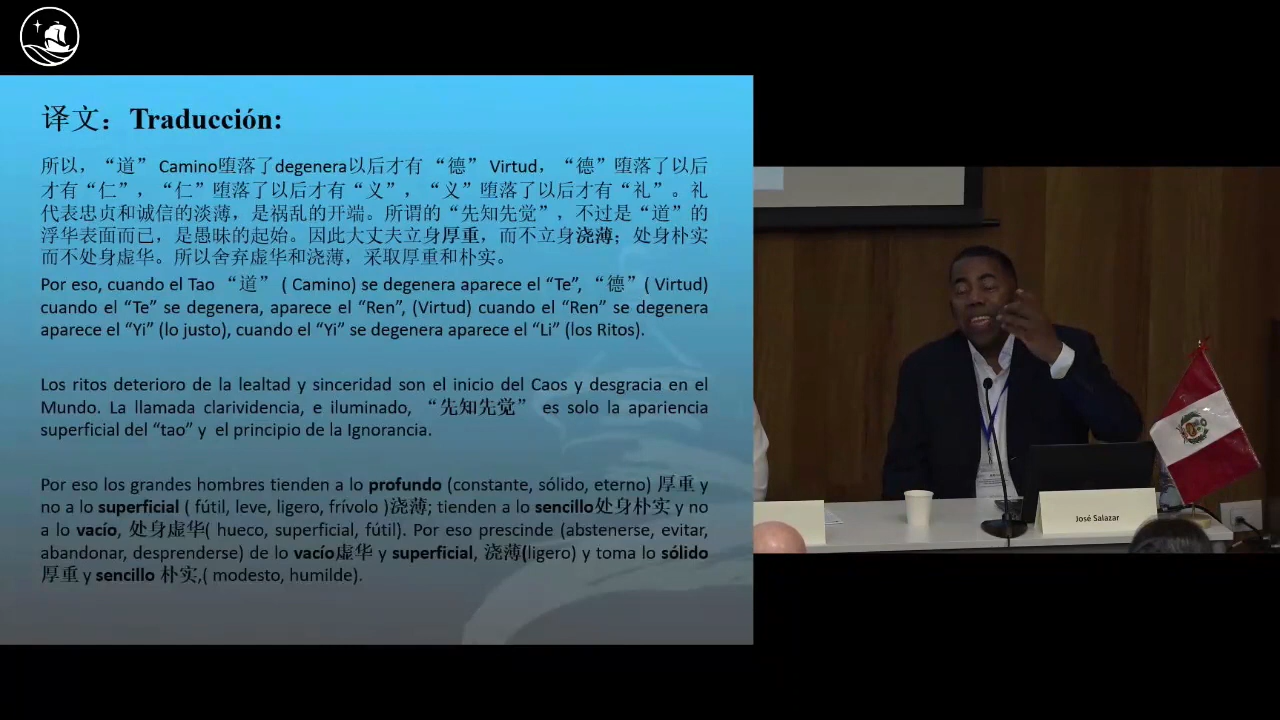 译文：Traducción:
所以，“道” Camino堕落了degenera以后才有 “德” Virtud，“德”堕落了以后
才有“仁”，“仁”堕落了以后才有“义”，“义”堕落了以后才有“礼”。礼
代表忠贞和诚信的淡薄，是祸乱的开端。所谓的“先知先觉”，不过是“道”的
浮华表面而已，是愚昧的起始。因此大丈夫立身厚重，而不立身浇薄；处身朴实
而不处身虚华。所以舍弃虚华和浇薄，采取厚重和朴实。
Por eso, cuando el Tao “道” ( Camino) se degenera aparece el “Te”, “德” ( Virtud)
cuando el “Te” se degenera, aparece el “Ren”, (Virtud) cuando el “Ren” se degenera
aparece el “Yi” (lo justo), cuando el “Yi” se degenera aparece el “Li” (los Ritos).
Los ritos deterioro de la lealtad y sinceridad son el inicio del Caos y desgracia en el
Mundo. La llamada clarividencia, e iluminado, “先知先觉” es solo la apariencia
superficial del “tao” y el principio de la Ignorancia.
Por eso los grandes hombres tienden a lo profundo (constante, sólido, eterno) 厚重 y
no a lo superficial ( fútil, leve, ligero, frívolo )浇薄; tienden a lo sencillo处身朴实 y no
a lo vacío, 处身虚华( hueco, superficial, fútil). Por eso prescinde (abstenerse, evitar,
abandonar, desprenderse) de lo vacío虚华 y superficial, 浇薄(ligero) y toma lo sólido
厚重 y sencillo 朴实,( modesto, humilde).
José Salazar